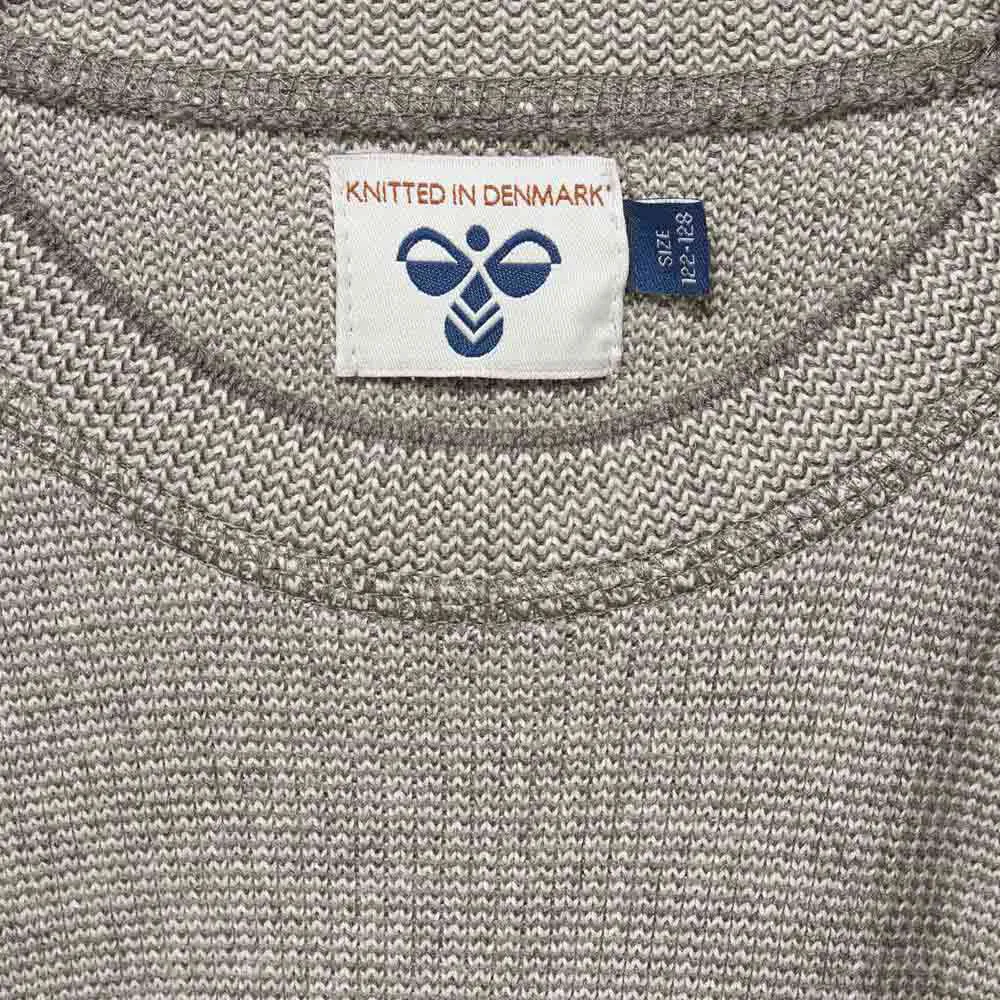 KNITTED IN DENMARK
SIZE
122-128